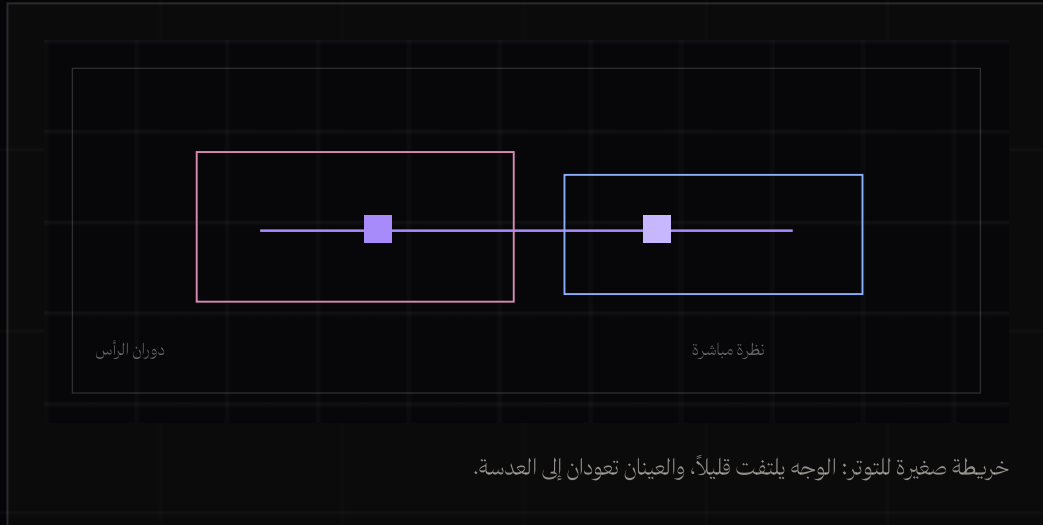 نظرة مباشرة
دوران الرأس
خريطة صغيرة للتوتر: الوجه يلتفت قليلاً، والعينان تعودان إلى العدسة.